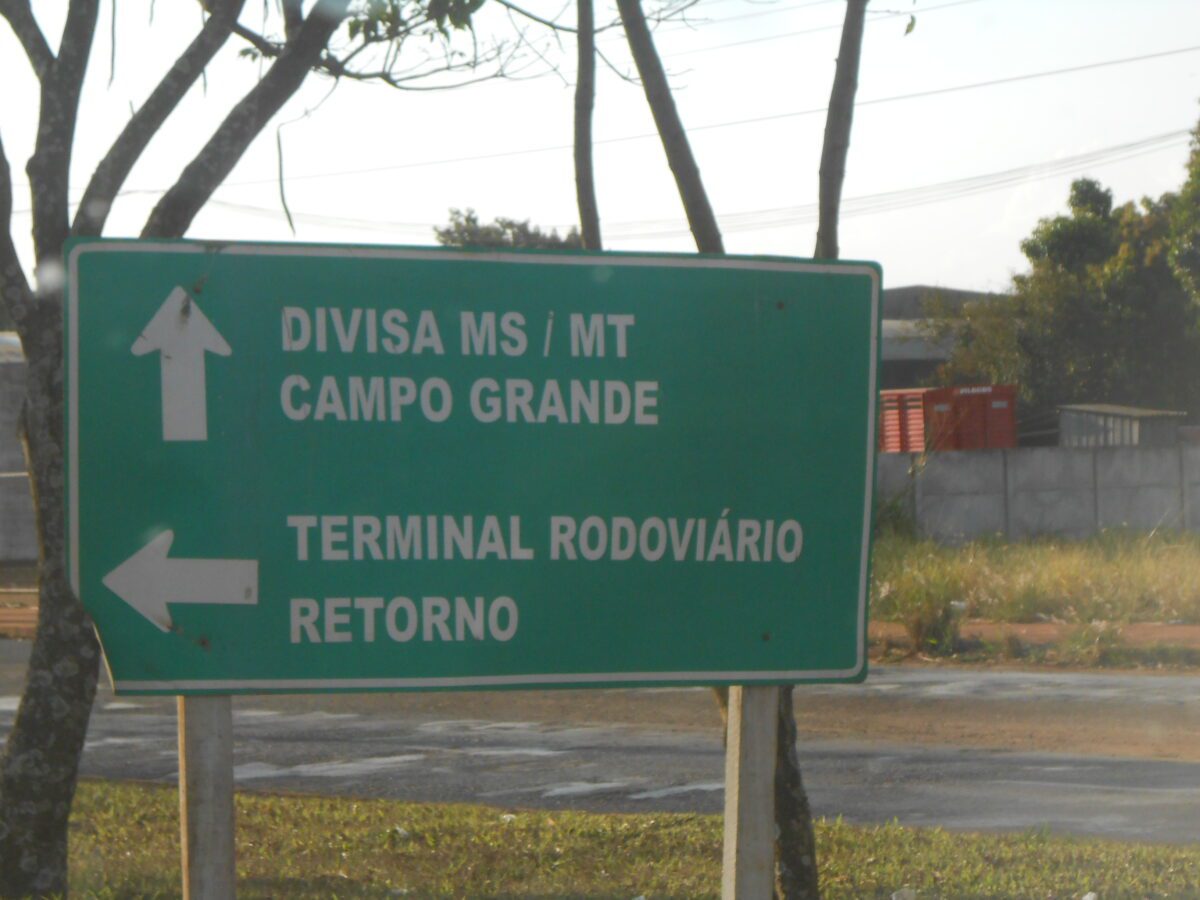 DIVISA MS / MT
CAMPO GRANDE
TERMINAL RODOVIÁRIO
RETORNO